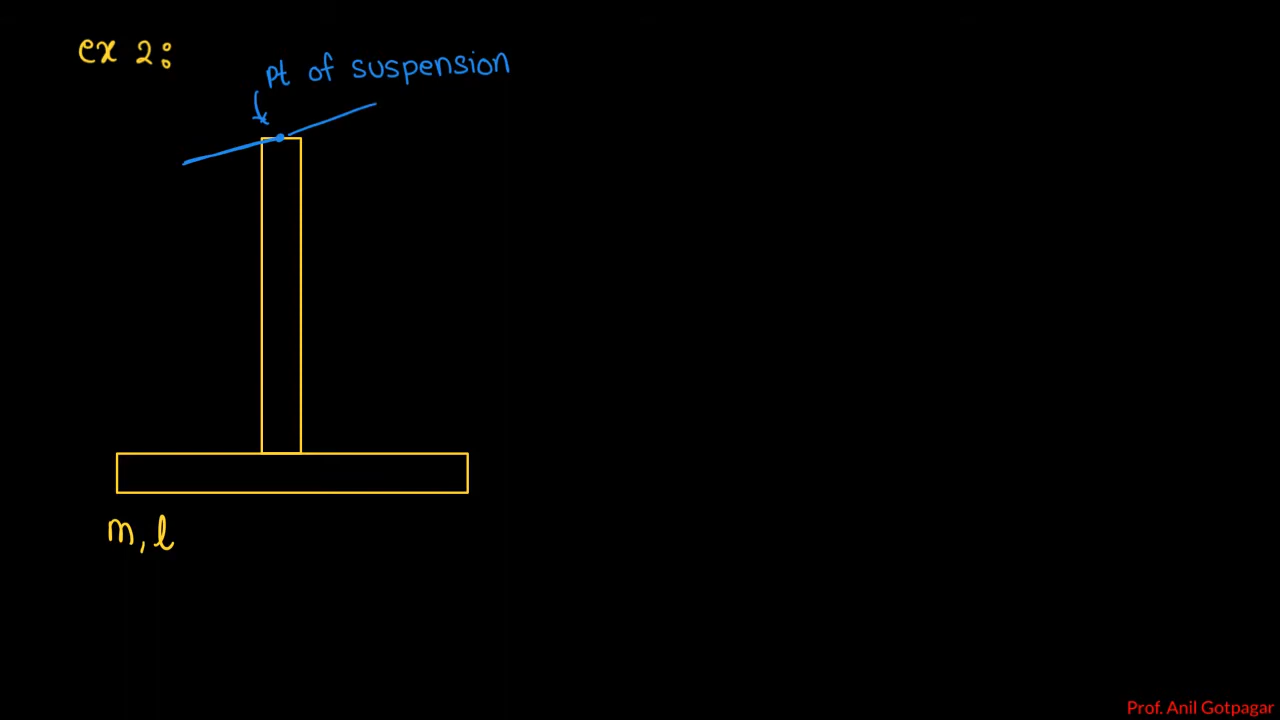 ex 2:
pt of suspension
m, l
Prof. Anil Gotpagar